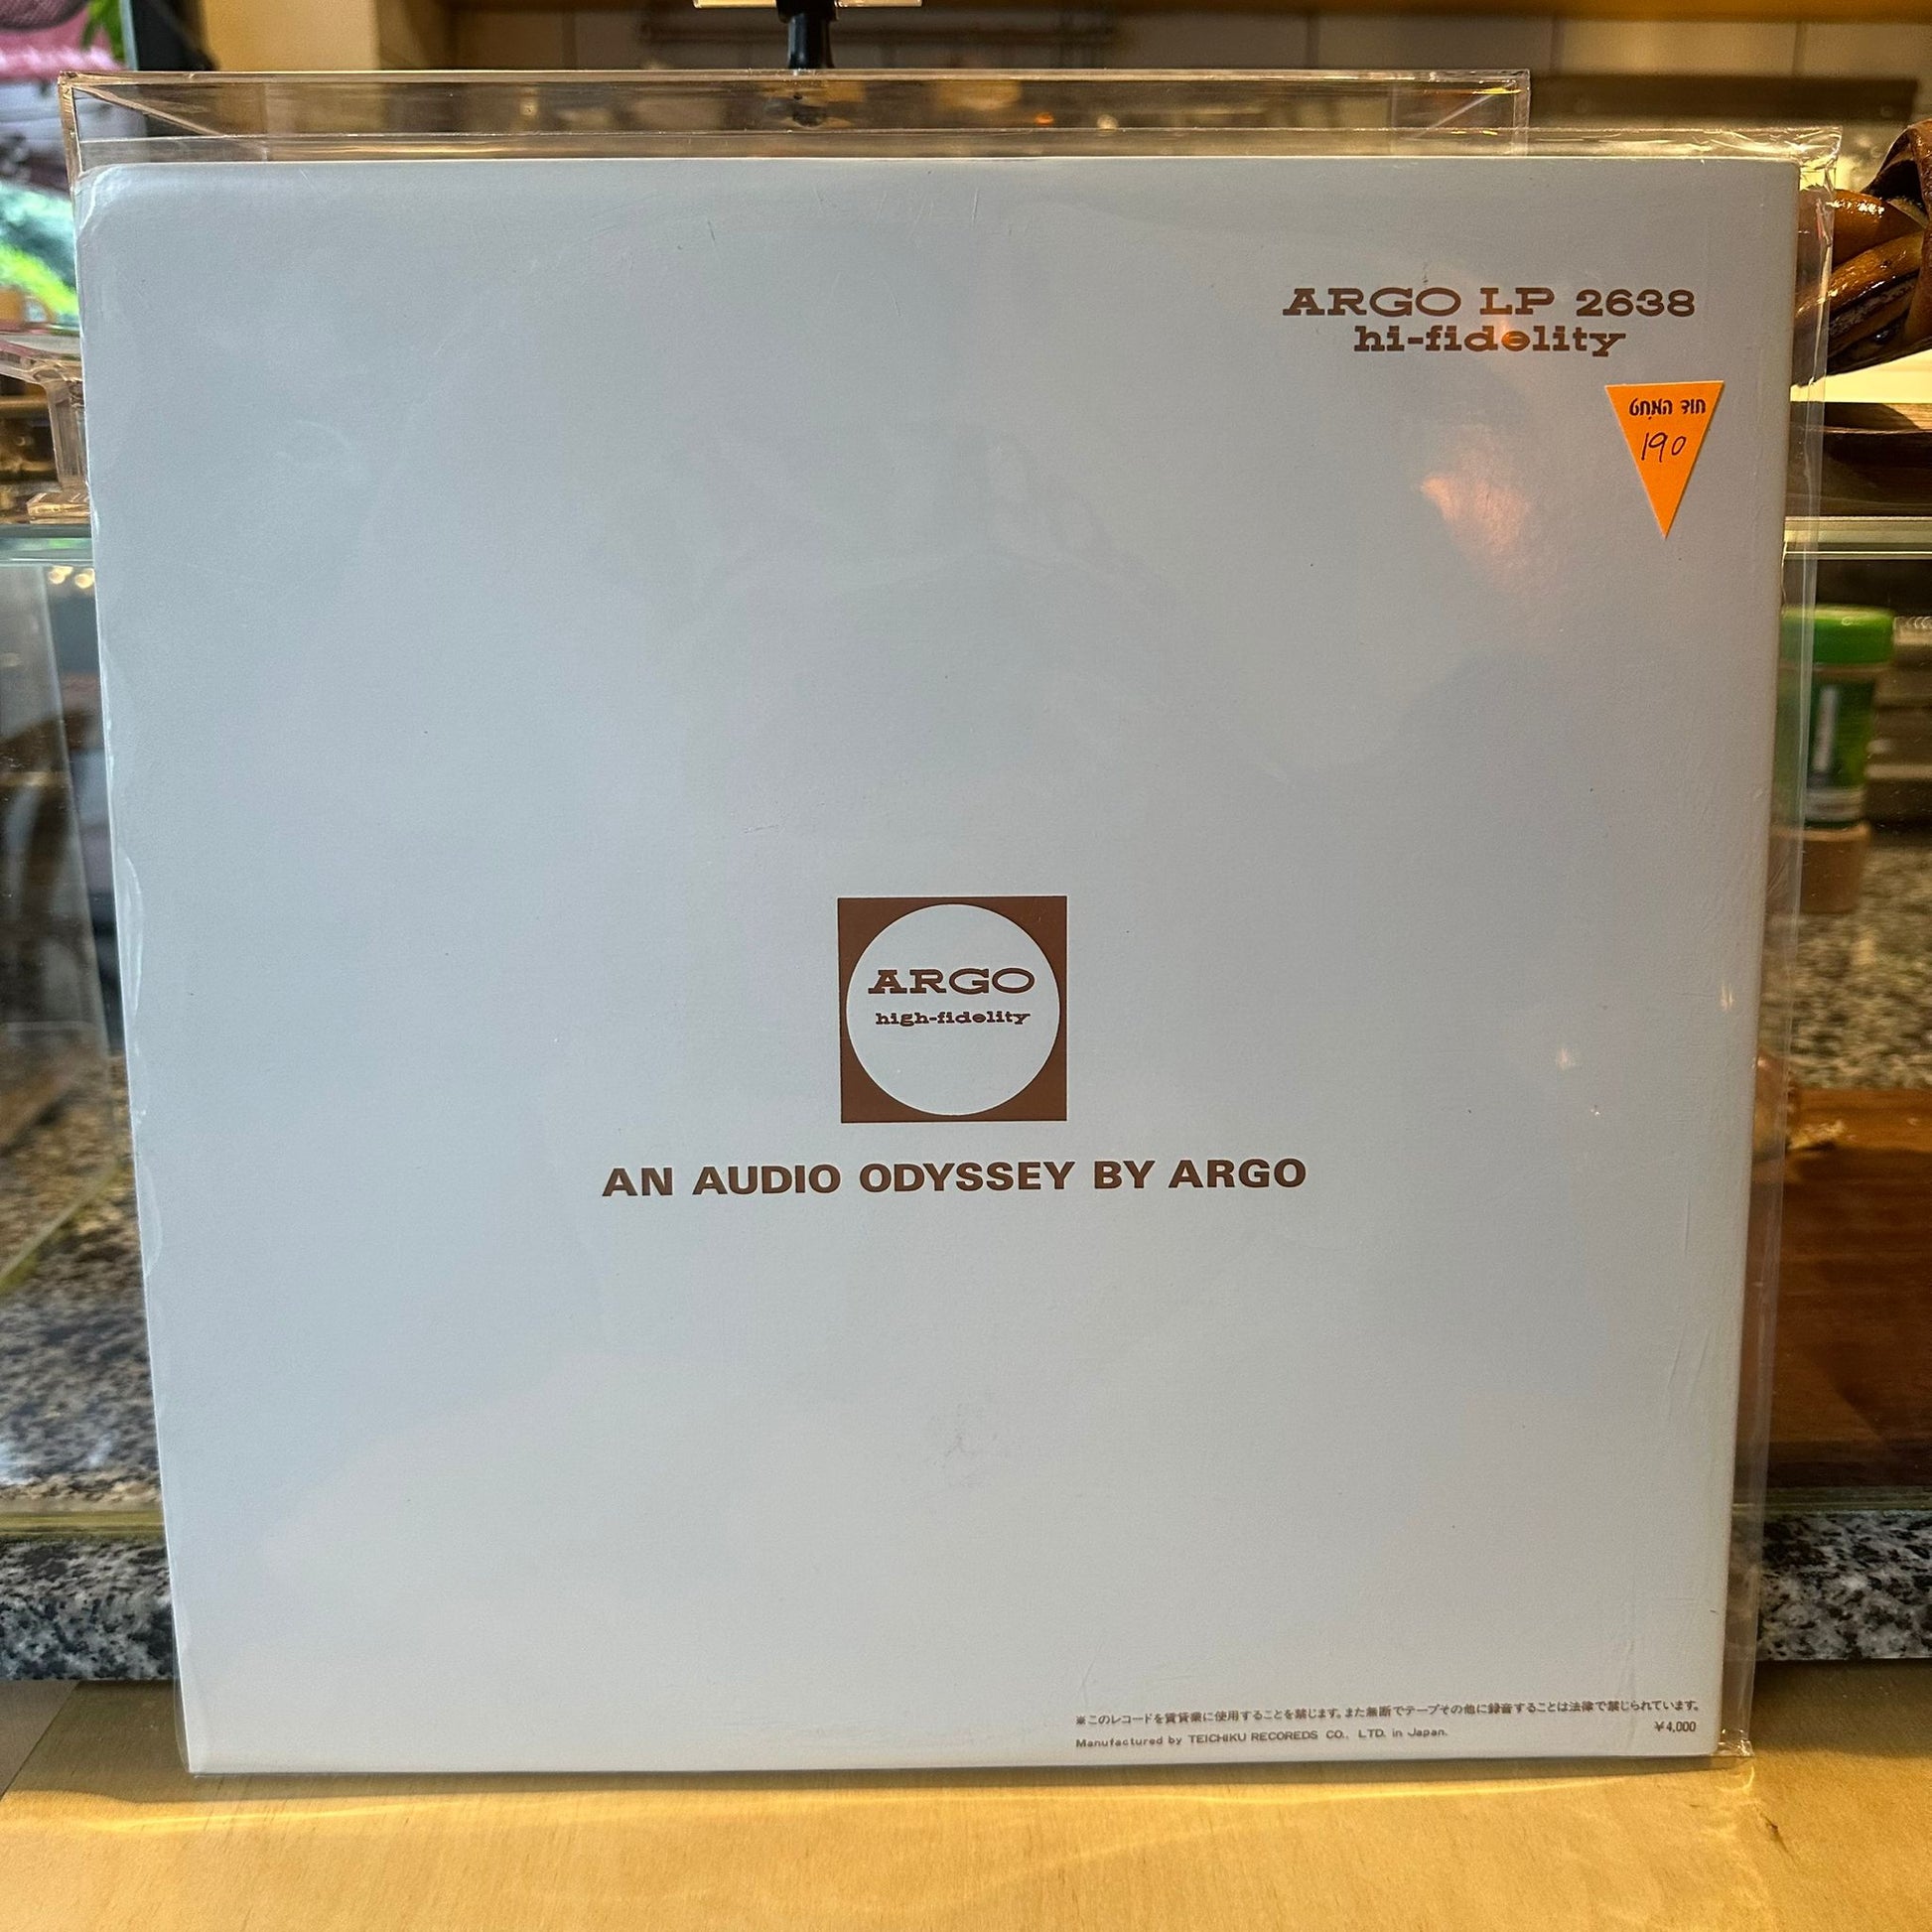 ARGO LP 2638
hi-fidelity
חוד המחט
190
ARGO
high-fidelity
AN AUDIO ODYSSEY BY ARGO
※このレコードを賃貸業に使用することを禁じます。また無断でテープその他に録音することは法律で禁じられています。
¥4,000
Manufactured by TEICHIKU RECOREDS CO., LTD. in Japan.